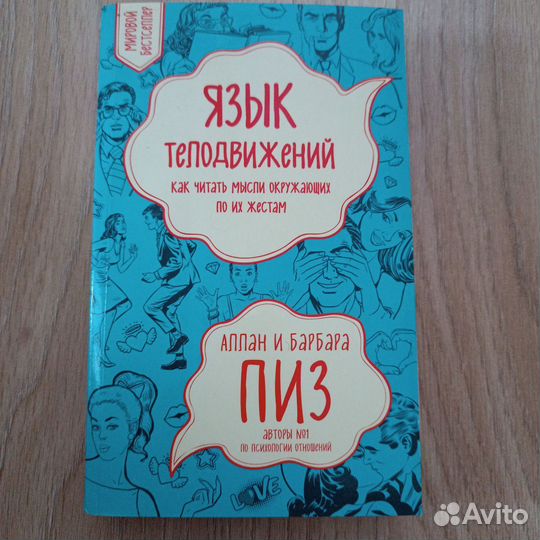 МИРОВОЙ
БЕСТСЕЛЛЕР
ЯЗЫК
ТЕЛОДВИЖЕНИЙ
КАК ЧИТАТЬ МЫСЛИ ОКРУЖАЮЩИХ
ПО ИХ ЖЕСТАМ
АЛЛАН И БАРБАРА
ПИЗ
АВТОРЫ №1
ПО ПСИХОЛОГИИ ОТНОШЕНИЙ
LOVE
Avito